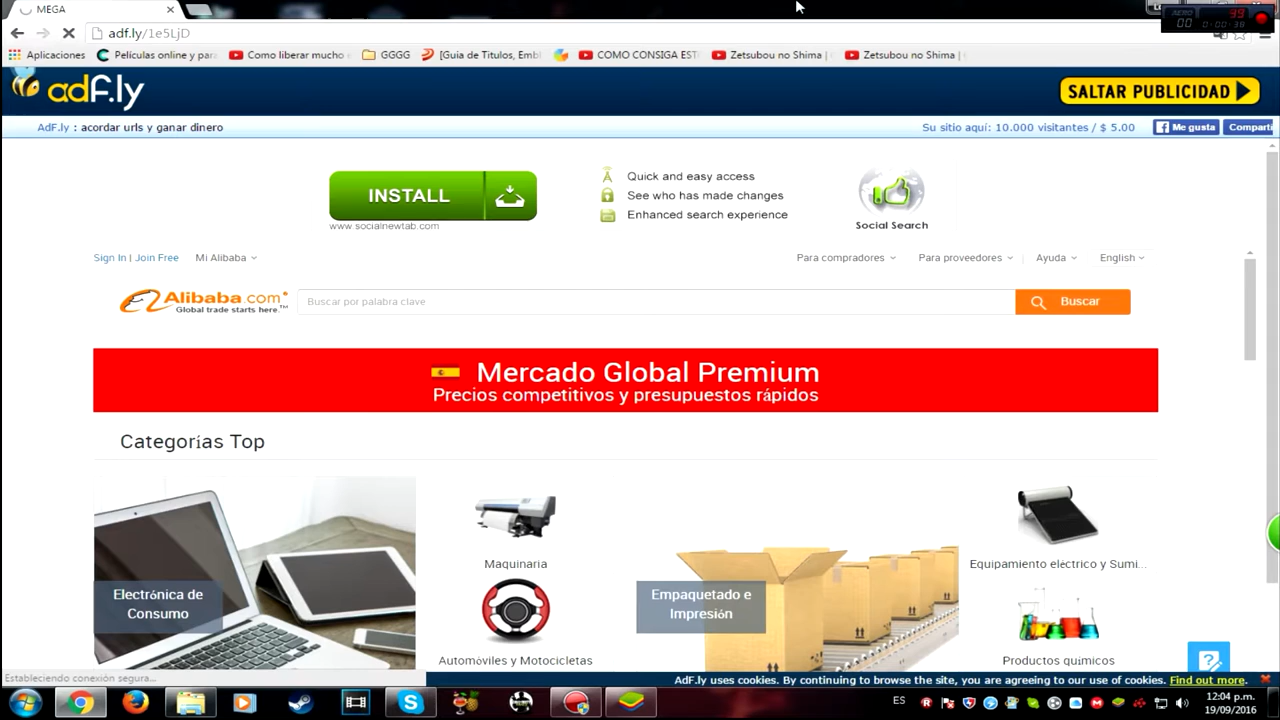 MEGA
adf.ly/1e5LjD
Aplicaciones
Películas online y para
Como liberar mucho e
GGGG
[Guía de Títulos, Embl
COMO CONSIGA EST
Zetsubou no Shima |
Zetsubou no Shima |
adf.ly
SALTAR PUBLICIDAD
AdF.ly : acordar urls y ganar dinero
Su sitio aquí: 10.000 visitantes / $ 5.00
Me gusta
Comparti
INSTALL
www.socialnewtab.com
Quick and easy access
See who has made changes
Enhanced search experience
Social Search
Sign In | Join Free
Mi Alibaba
Para compradores
Para proveedores
Ayuda
English
Alibaba.com
Global trade starts here.™
Buscar por palabra clave
Buscar
Mercado Global Premium
Precios competitivos y presupuestos rápidos
Categorías Top
Electrónica de
Consumo
Maquinaria
Automóviles y Motocicletas
Empaquetado e
Impresión
Equipamiento eléctrico y Sumi...
Productos químicos
Estableciendo conexión segura...
AdF.ly uses cookies. By continuing to browse the site, you are agreeing to our use of cookies. Find out more.
ES
12:04 p.m.
19/09/2016